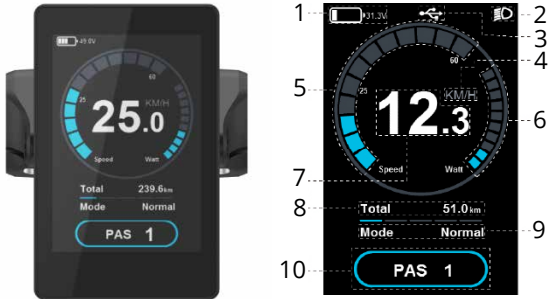 49.0V
60
25
KM/H
25.0
Speed Watt
Total 239.6km
Mode Normal
PAS 1
1
31.3V
2
3
4
60
5
25
KM/H
12.3
6
Speed Watt
7
8
Total 51.0km
Mode Normal
9
10
PAS 1